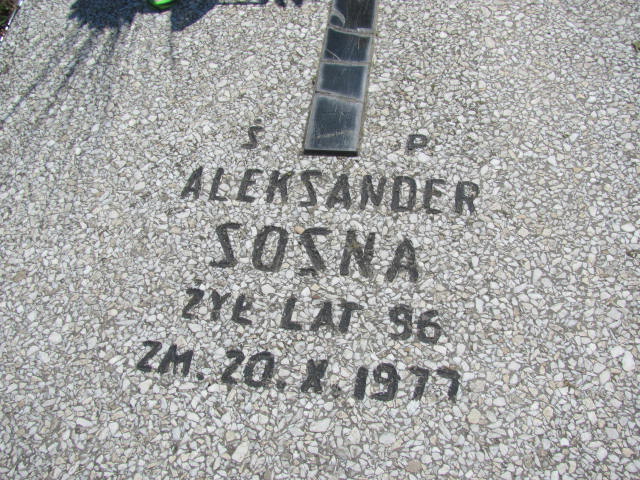 Ś. P.
ALEKSANDER
SOSNA
ŻYŁ LAT 96
ZM. 20. X. 1977